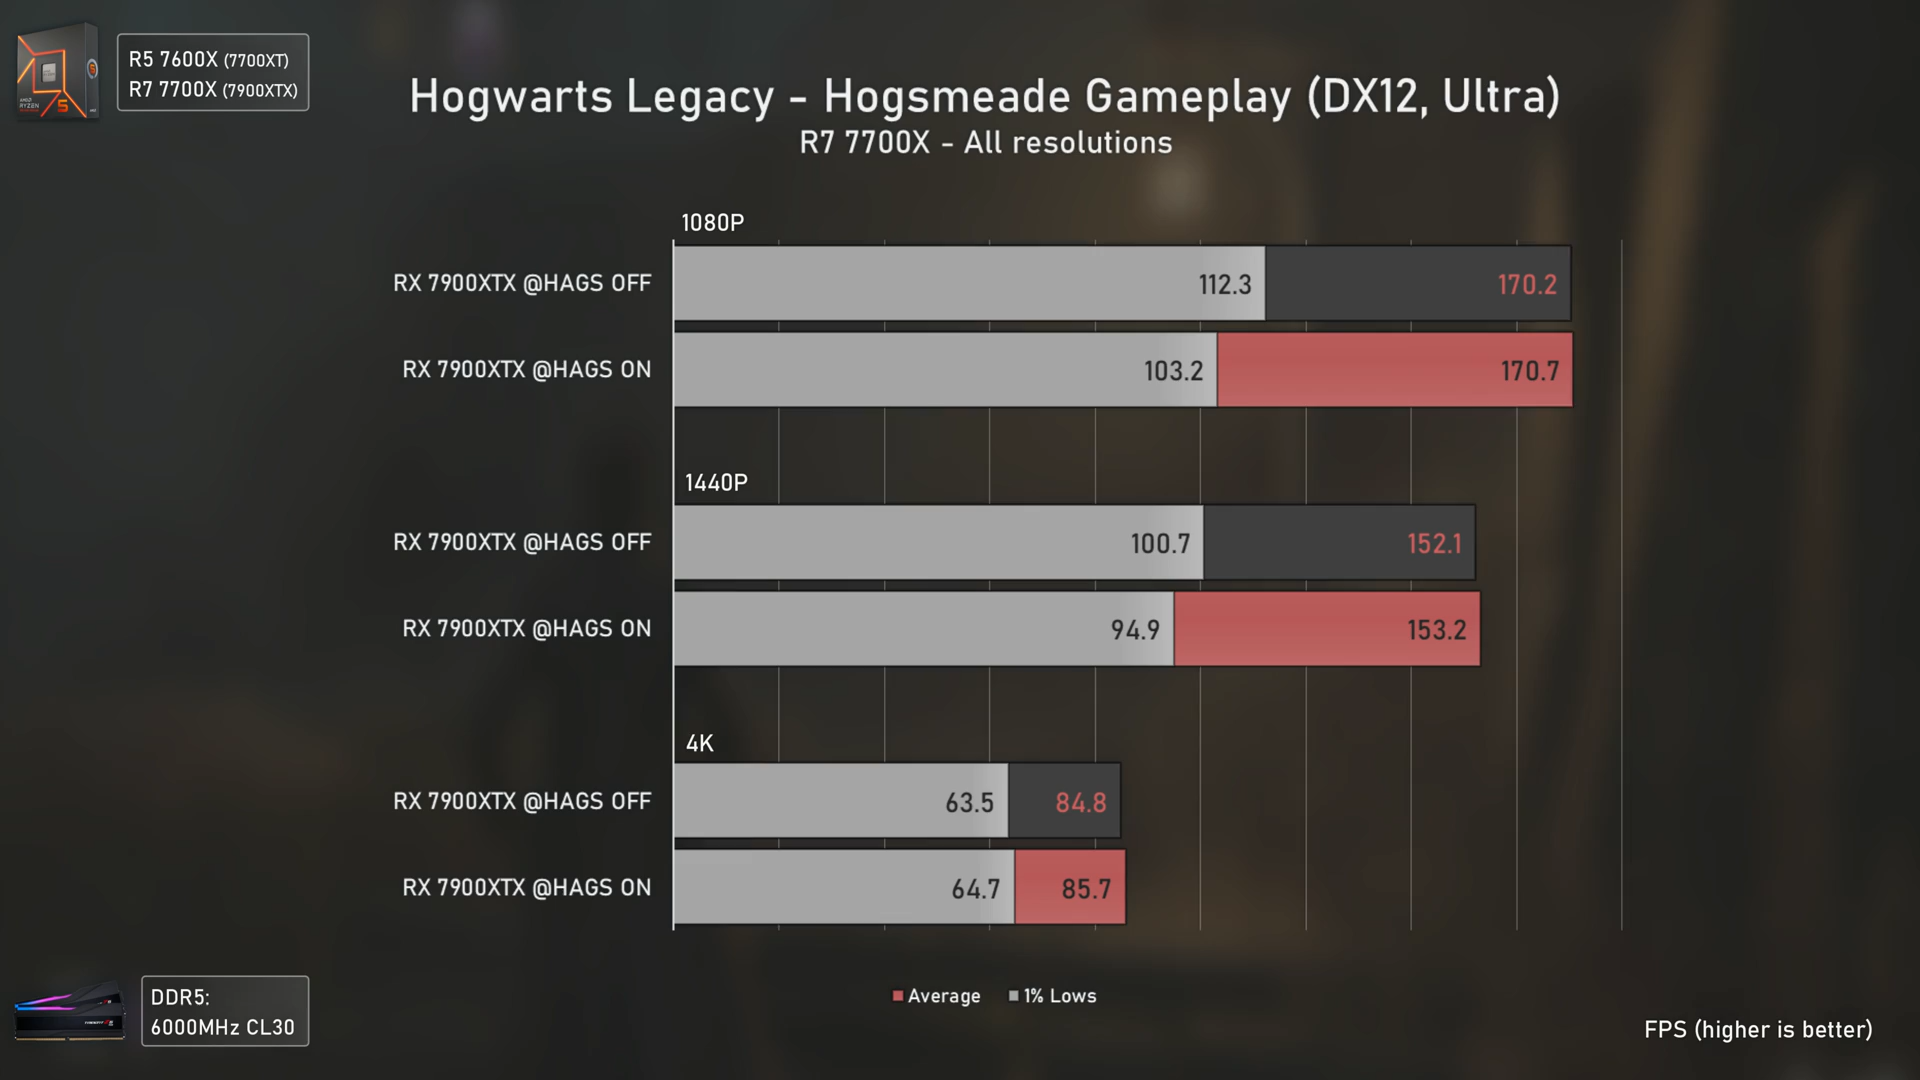 R5 7600X (7700XT)
R7 7700X (7900XTX)
AMD
RYZEN
5
Hogwarts Legacy - Hogsmeade Gameplay (DX12, Ultra)
R7 7700X - All resolutions
1080P
RX 7900XTX @HAGS OFF 112.3 170.2
RX 7900XTX @HAGS ON 103.2 170.7
1440P
RX 7900XTX @HAGS OFF 100.7 152.1
RX 7900XTX @HAGS ON 94.9 153.2
4K
RX 7900XTX @HAGS OFF 63.5 84.8
RX 7900XTX @HAGS ON 64.7 85.7
Average 1% Lows
DDR5:
6000MHz CL30
FPS (higher is better)